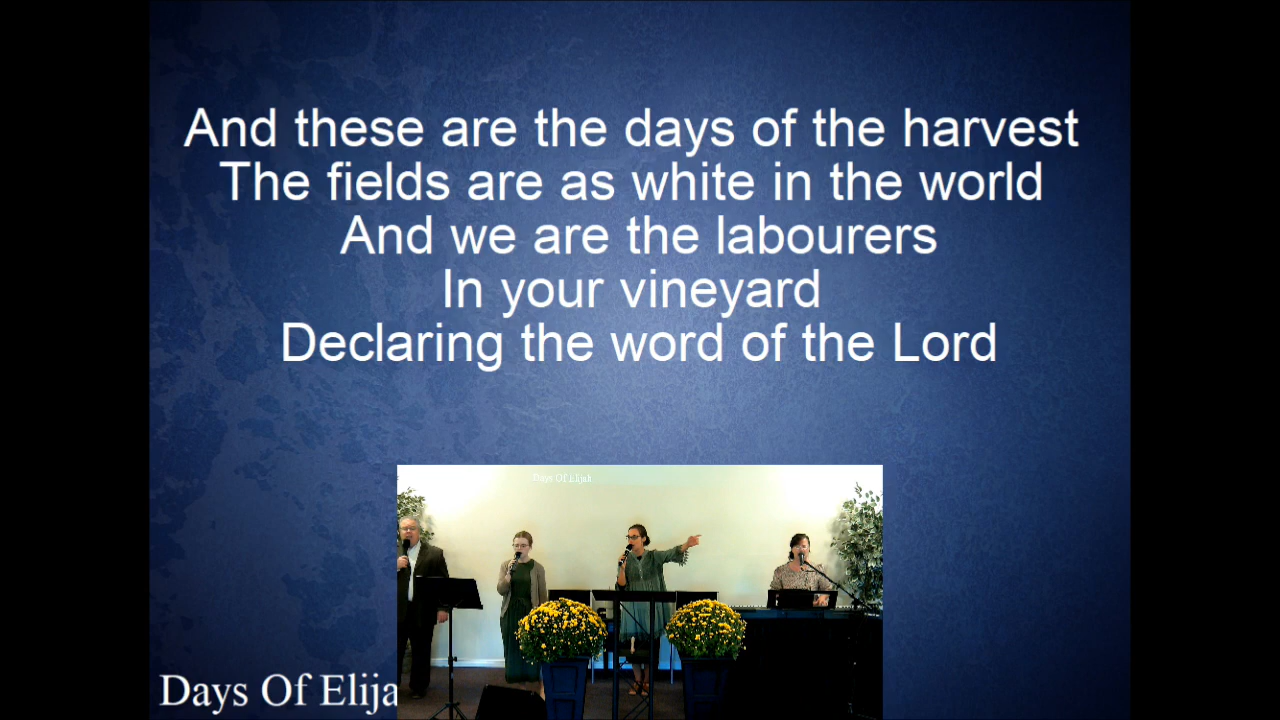 And these are the days of the harvest
The fields are as white in the world
And we are the labourers
In your vineyard
Declaring the word of the Lord
Days Of Elijah
Days Of Elija